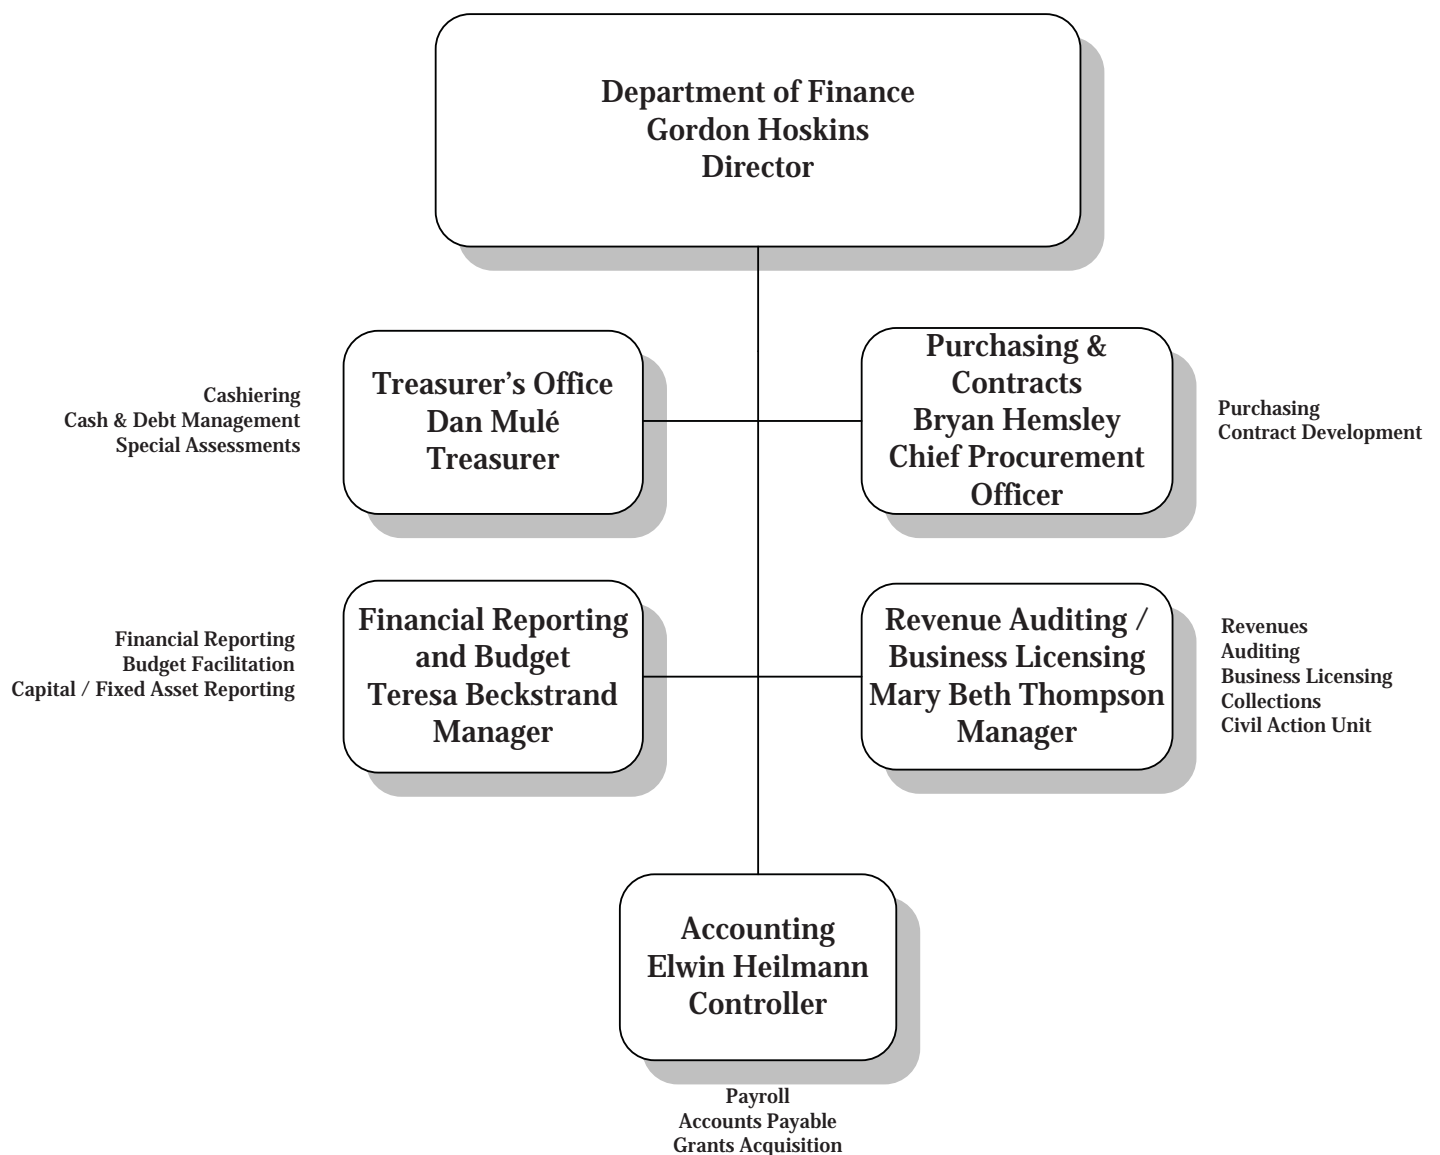 Department of Finance
Gordon Hoskins
Director
Cashiering
Cash & Debt Management
Special Assessments
Treasurer's Office
Dan Mulé
Treasurer
Purchasing &
Contracts
Bryan Hemsley
Chief Procurement
Officer
Purchasing
Contract Development
Financial Reporting
Budget Facilitation
Capital / Fixed Asset Reporting
Financial Reporting
and Budget
Teresa Beckstrand
Manager
Revenue Auditing /
Business Licensing
Mary Beth Thompson
Manager
Revenues
Auditing
Business Licensing
Collections
Civil Action Unit
Accounting
Elwin Heilmann
Controller
Payroll
Accounts Payable
Grants Acquisition